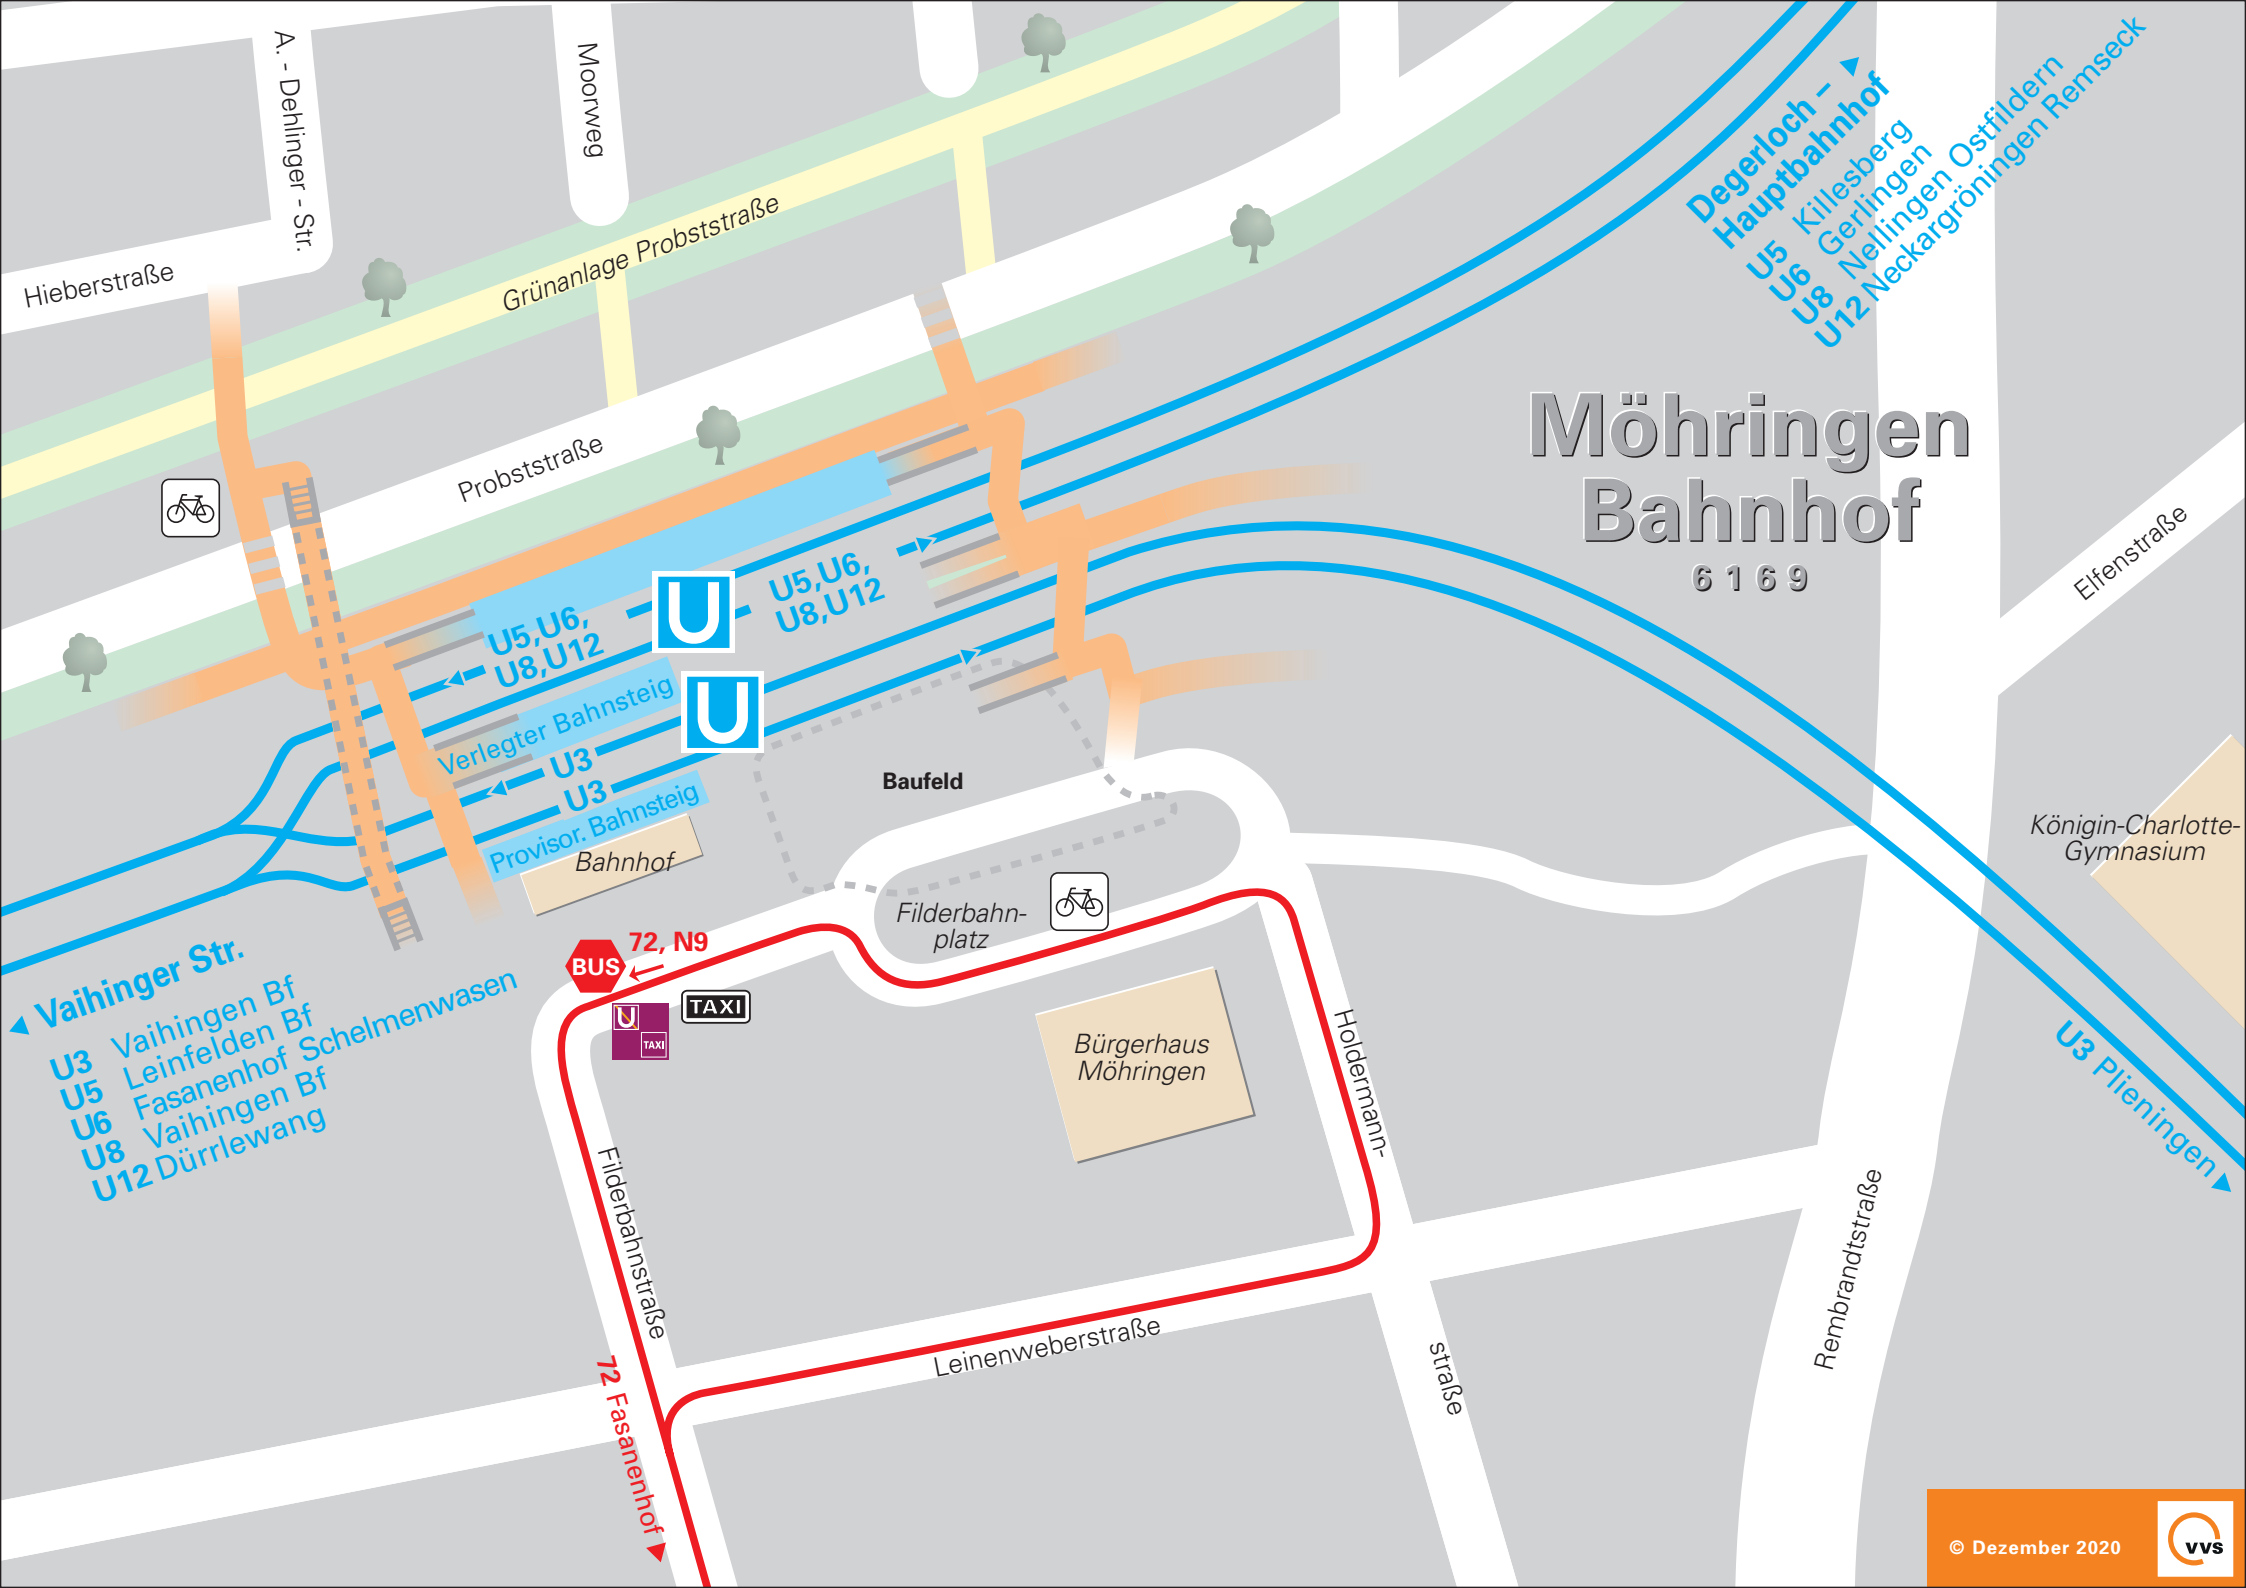 A. - Dehlinger - Str.
Moorweg
Hieberstraße
Grünanlage Probststraße
Probststraße
Degerloch –
Hauptbahnhof
U5 Killesberg
U6 Gerlingen
U8 Nellingen Ostfildern
U12 Neckargröningen Remseck
Möhringen
Bahnhof
6169
Elfenstraße
U5,U6,
U8,U12
U
U5,U6,
U8,U12
U
Verlegter Bahnsteig
U3
U3
Provisor. Bahnsteig
Bahnhof
Baufeld
Königin-Charlotte-
Gymnasium
Filderbahn-
platz
72, N9
BUS
TAXI
U
TAXI
Vaihinger Str.
U3 Vaihingen Bf
U5 Leinfelden Bf
U6 Fasanenhof Schelmenwasen
U8 Vaihingen Bf
U12 Dürrlewang
Bürgerhaus
Möhringen
Holdermann-
straße
U3 Plieningen
Filderbahnstraße
Rembrandtstraße
Leinenweberstraße
72 Fasanenhof
© Dezember 2020
vvs